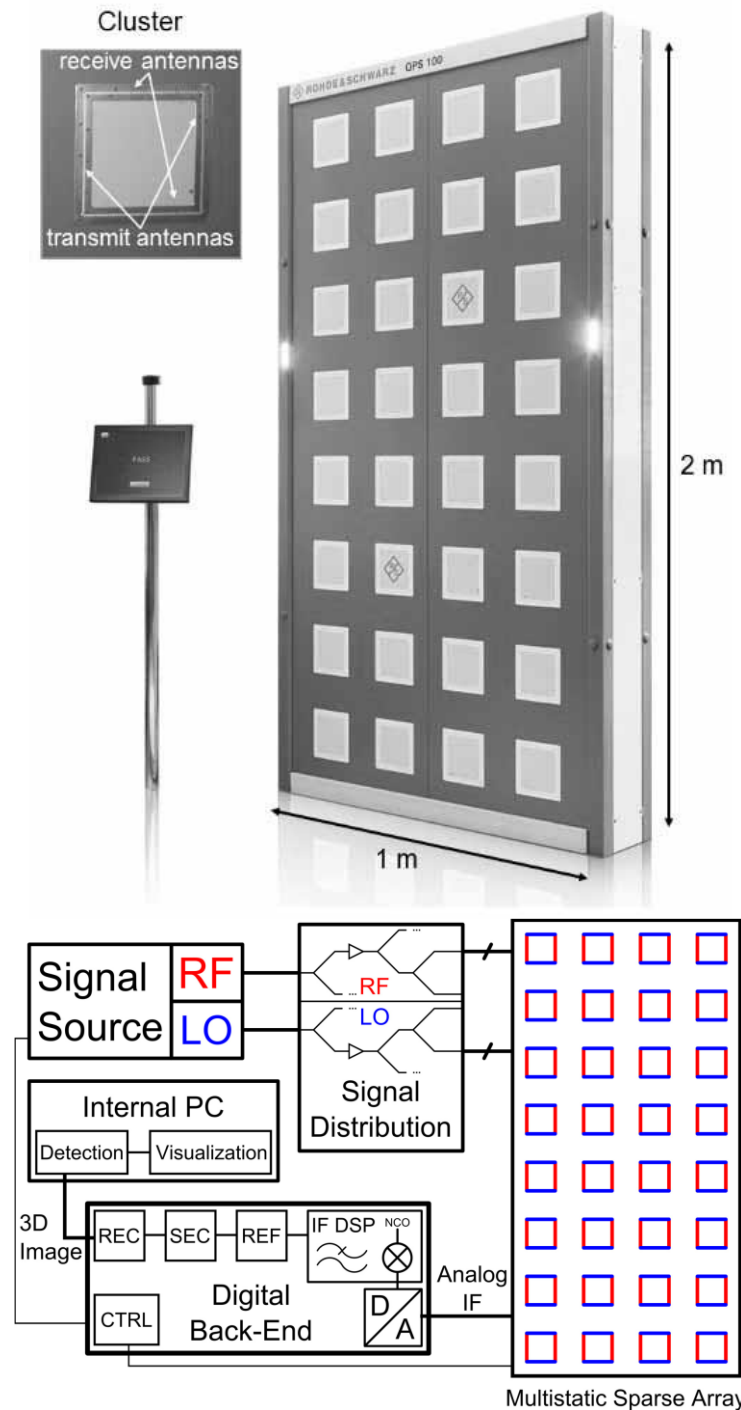 Cluster
receive antennas
transmit antennas
ROHDE&SCHWARZ QPS 100
2 m
1 m
Signal
Source
RF
LO
...
... RF
LO
...
...
Signal
Distribution
Internal PC
Detection
Visualization
3D
Image
REC
SEC
REF
IF DSP
NCO
CTRL
Digital
Back-End
D
A
Analog
IF
Multistatic Sparse Array